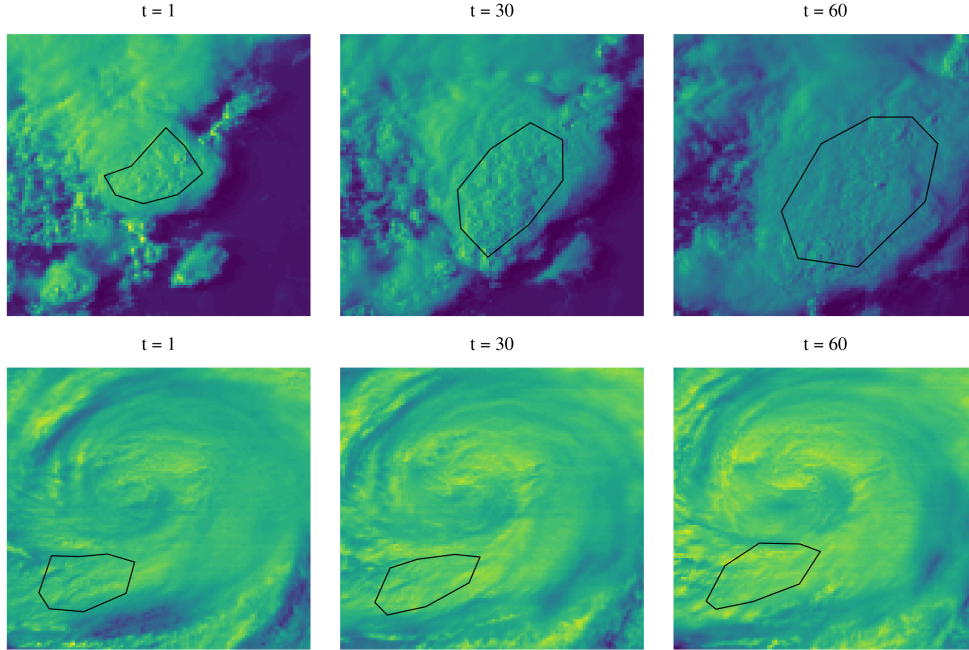 t = 1
t = 30
t = 60
t = 1
t = 30
t = 60